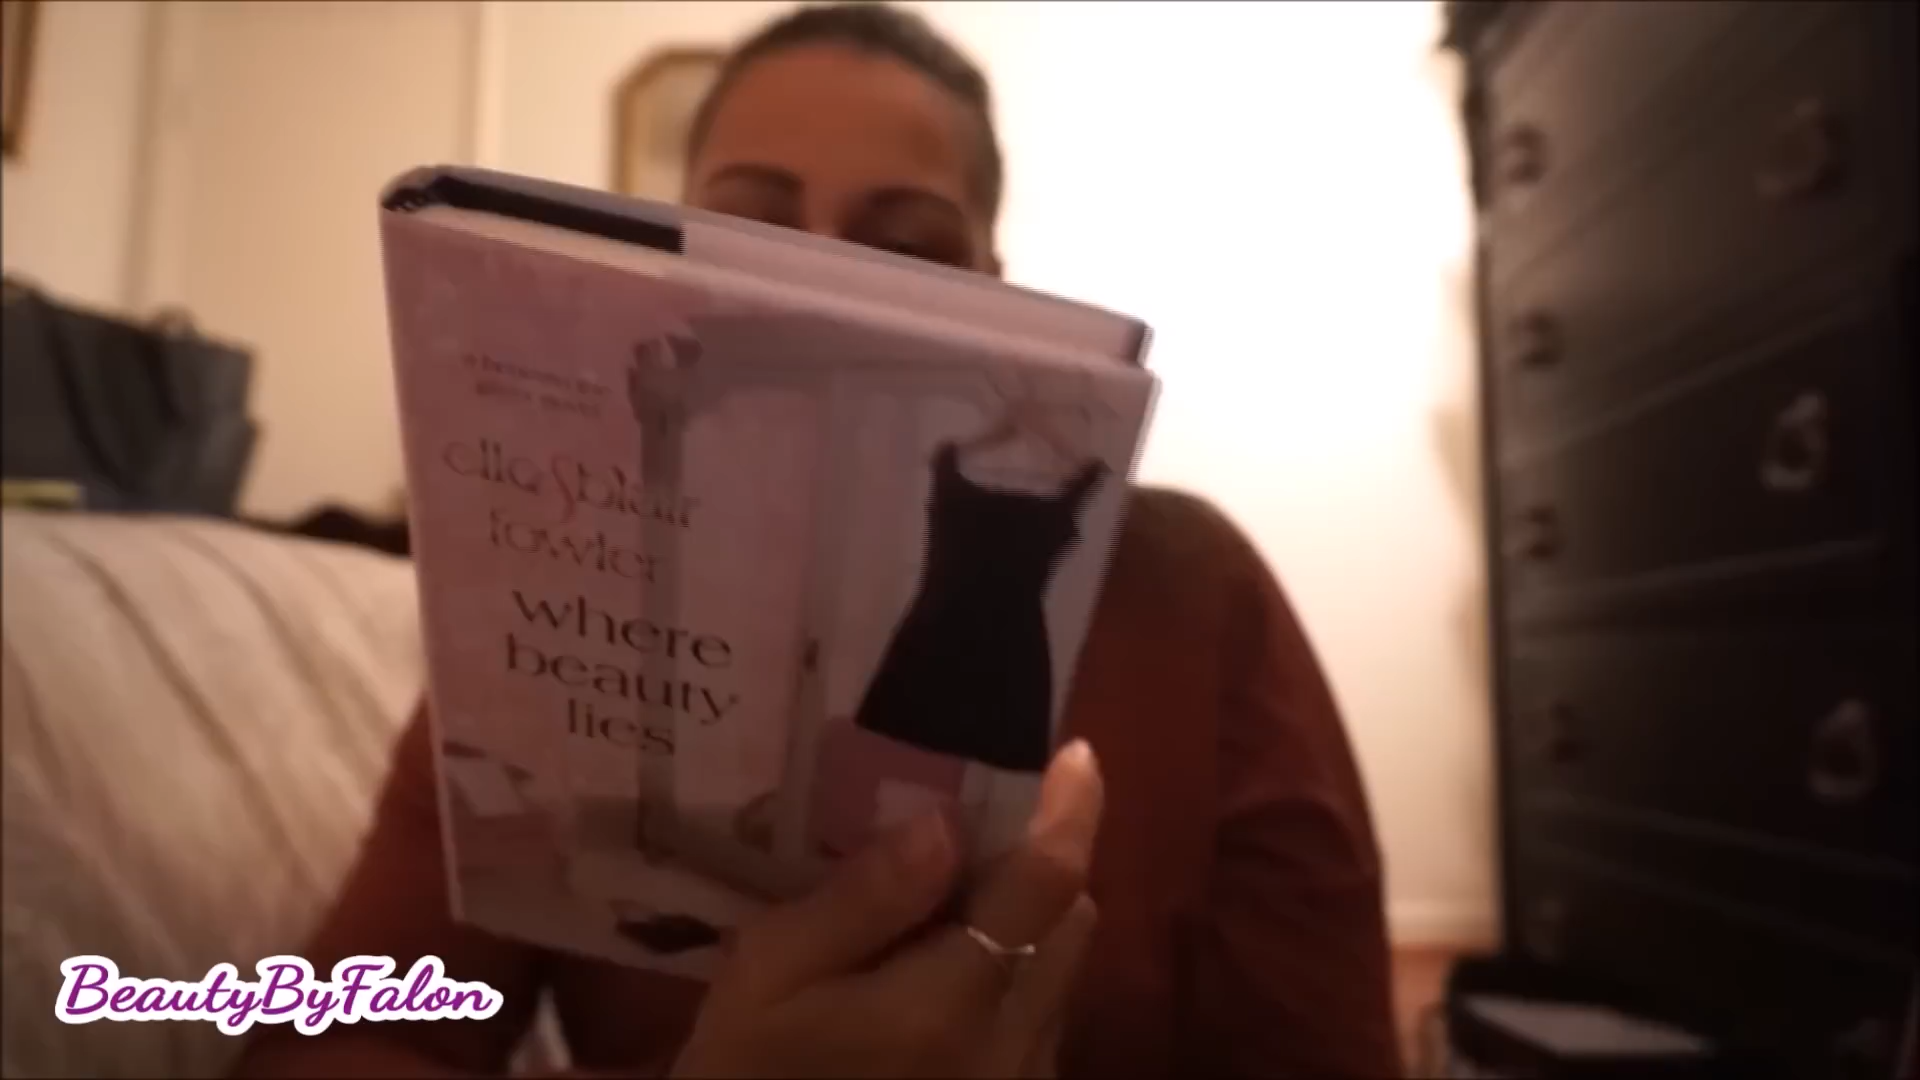 elle & blair
fowler
where
beauty
lies
BeautyByFalon